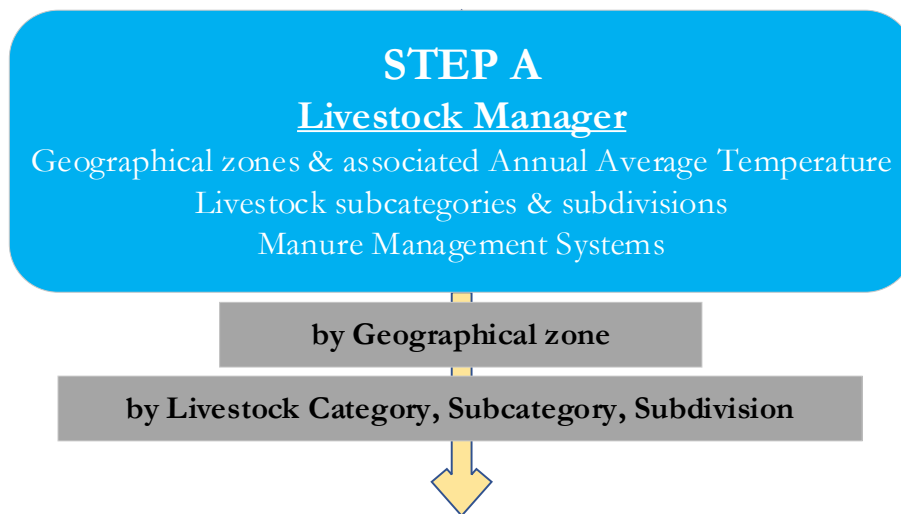 STEP A
Livestock Manager
Geographical zones & associated Annual Average Temperature
Livestock subcategories & subdivisions
Manure Management Systems
by Geographical zone
by Livestock Category, Subcategory, Subdivision